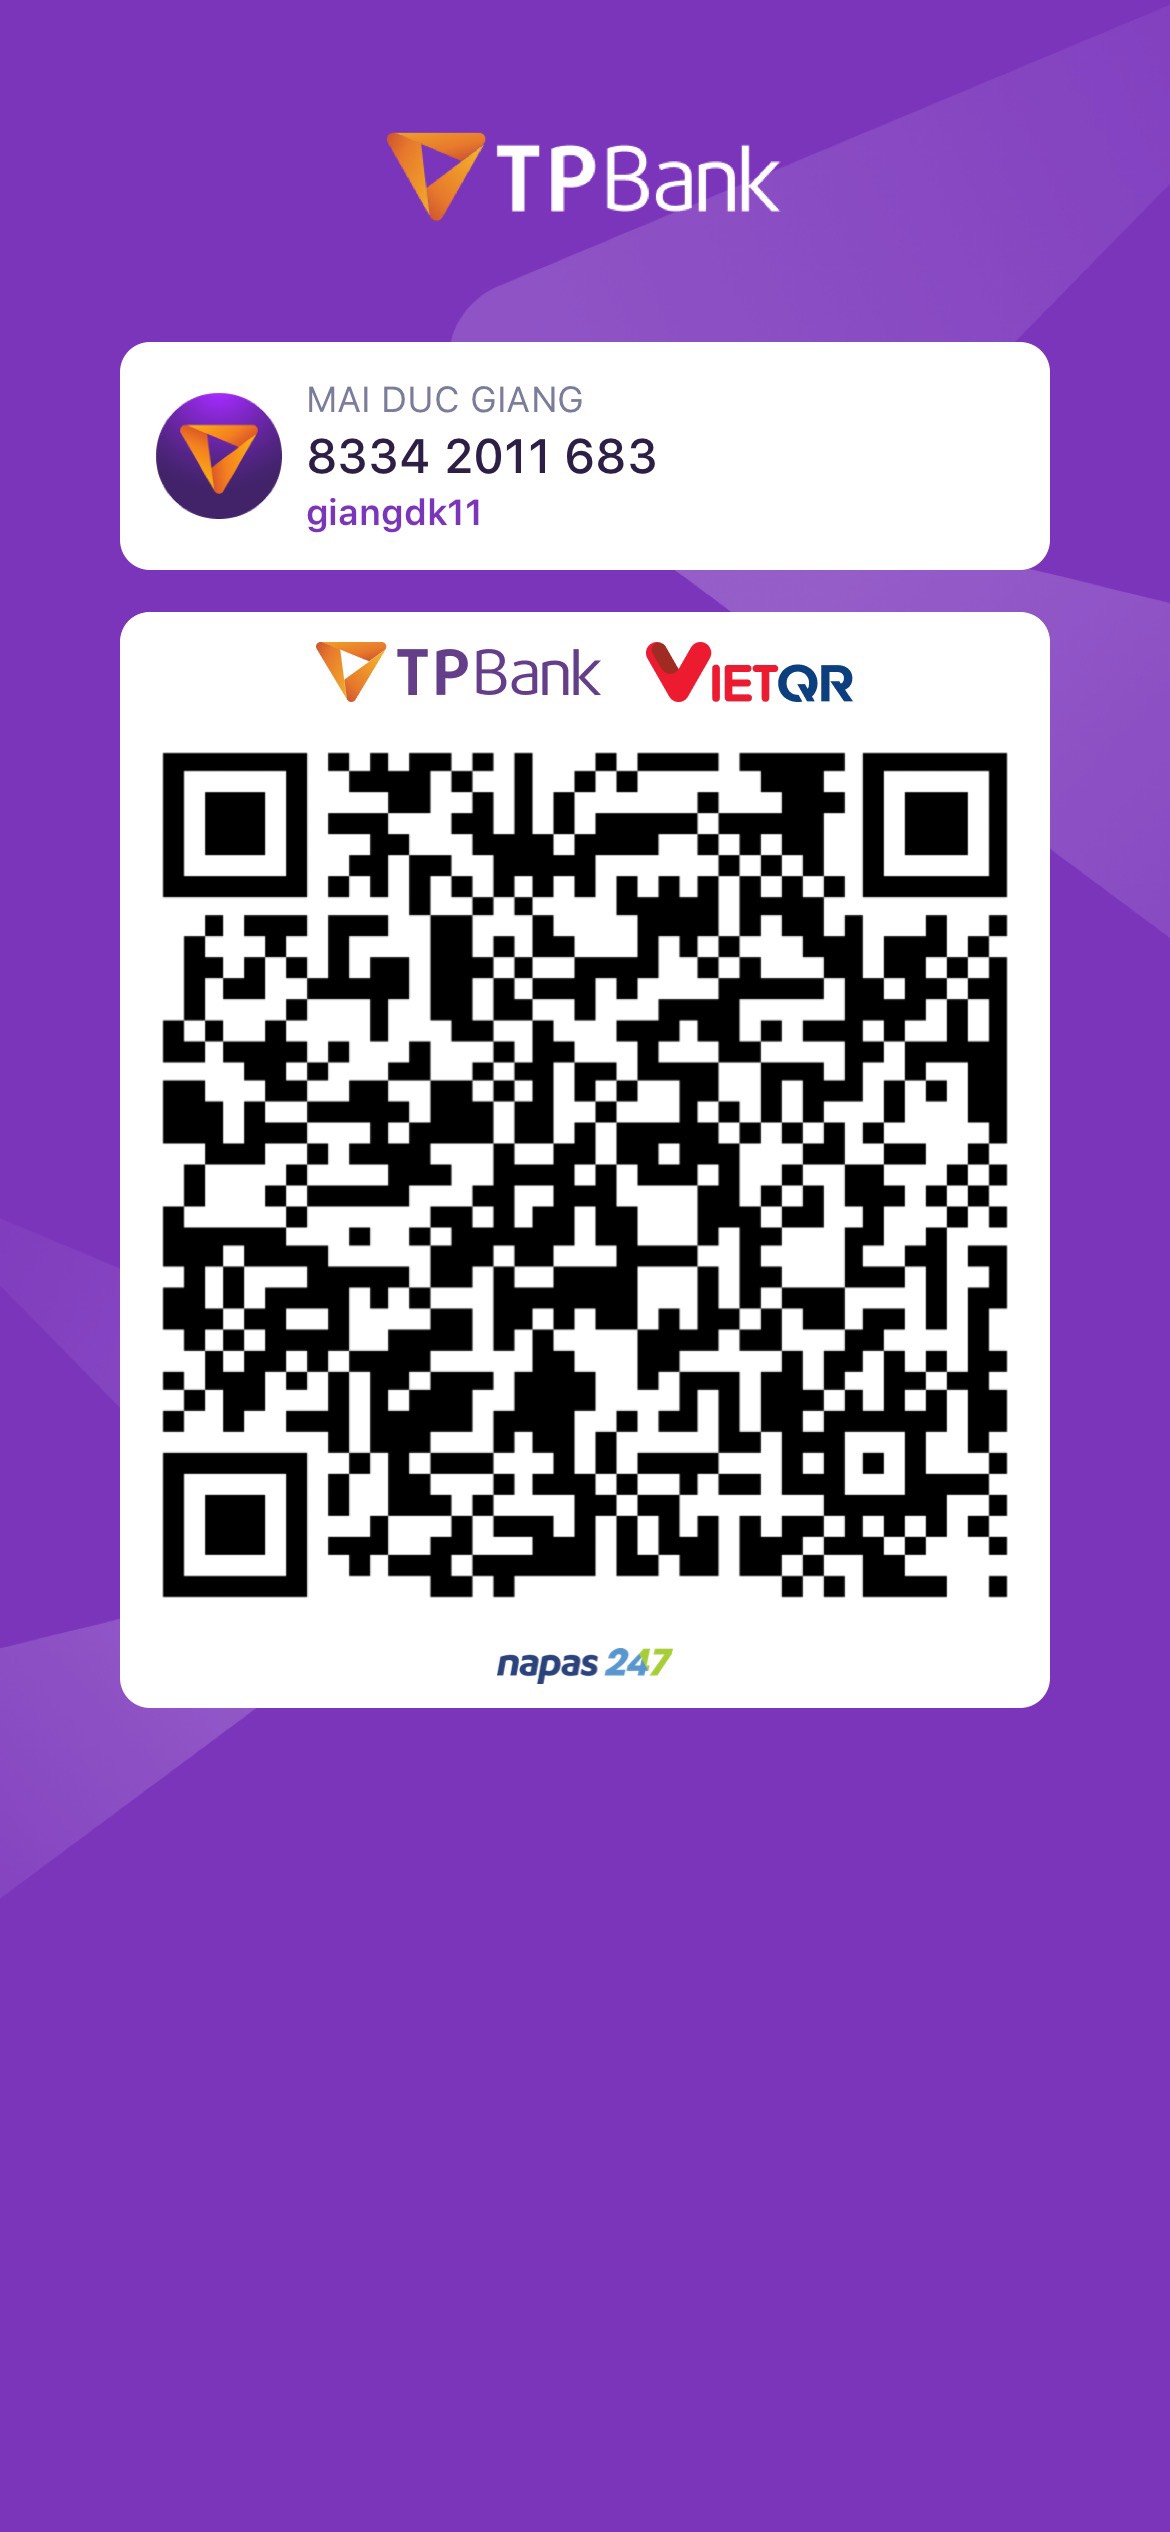 TPBank
MAI DUC GIANG
8334 2011 683
giangdk11
TPBank VIETQR
napas 247